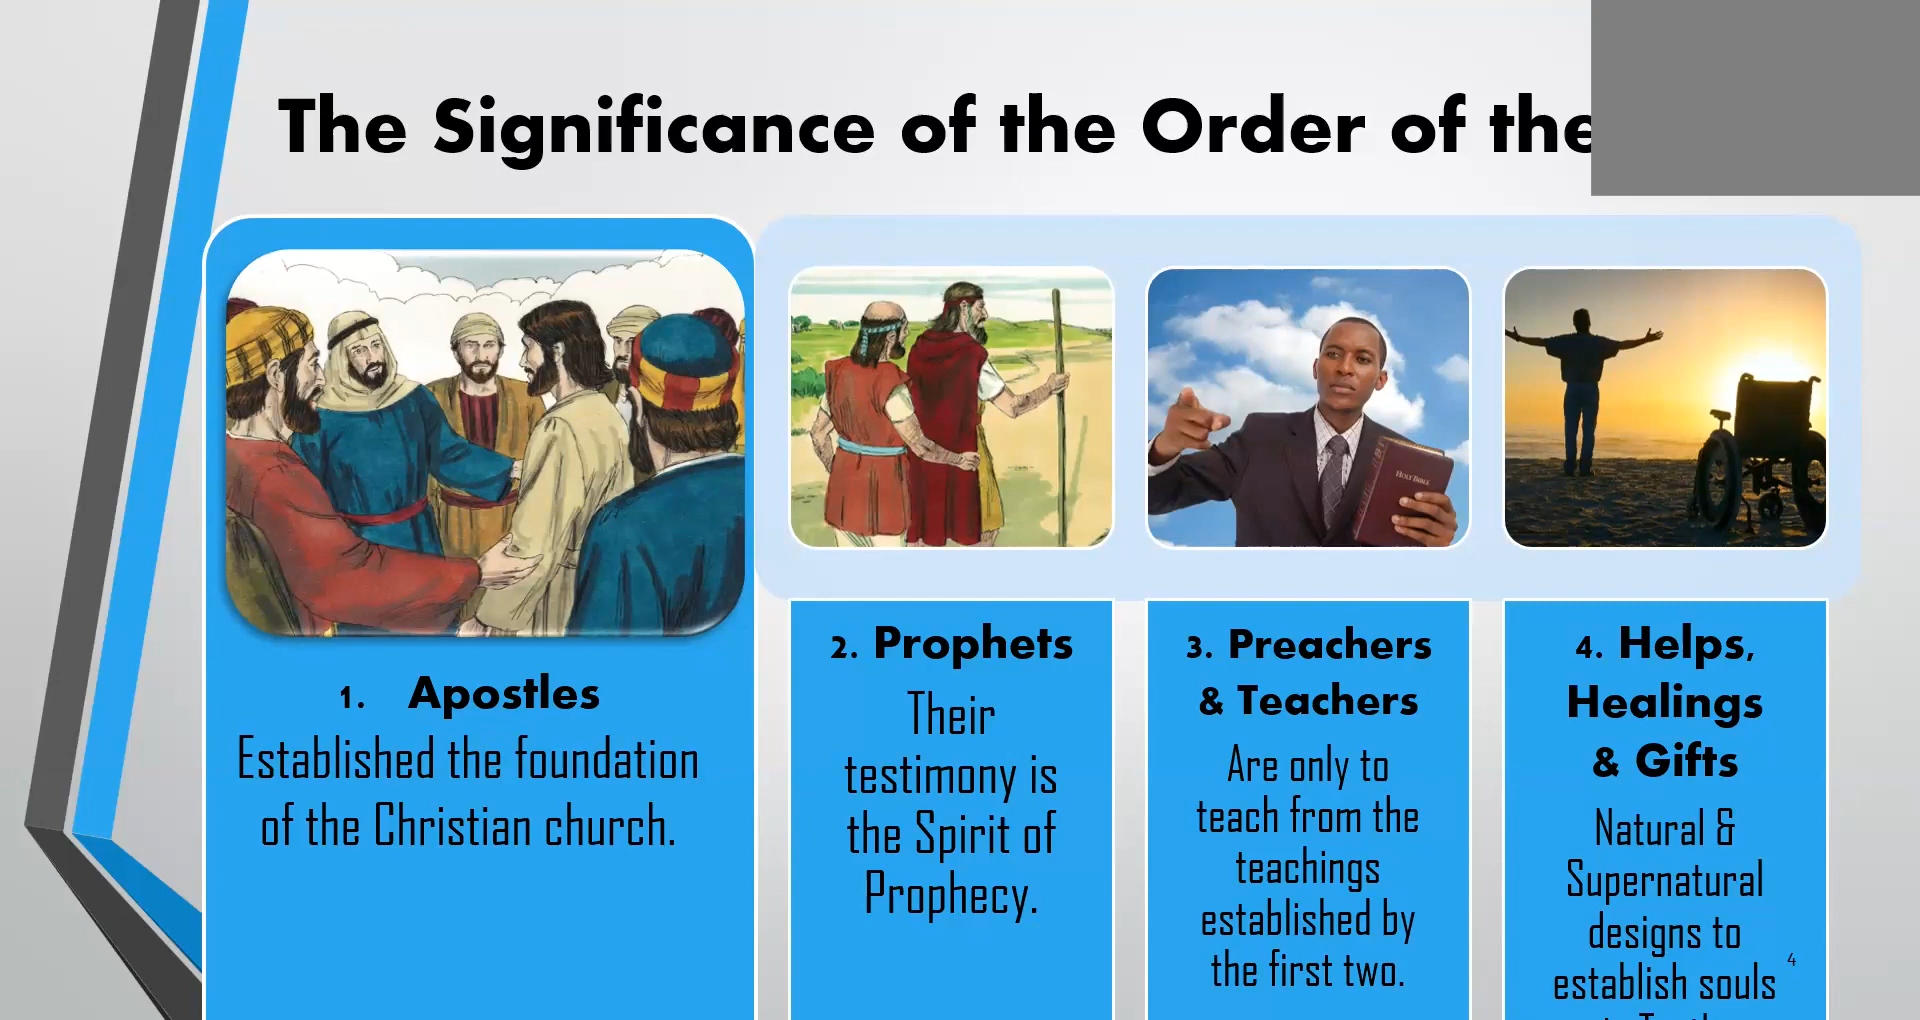 The Significance of the Order of the
1. Apostles
Established the foundation
of the Christian church.
2. Prophets
Their
testimony is
the Spirit of
Prophecy.
3. Preachers
& Teachers
Are only to
teach from the
teachings
established by
the first two.
HOLY BIBLE
4. Helps,
Healings
& Gifts
Natural &
Supernatural
designs to
establish souls
4